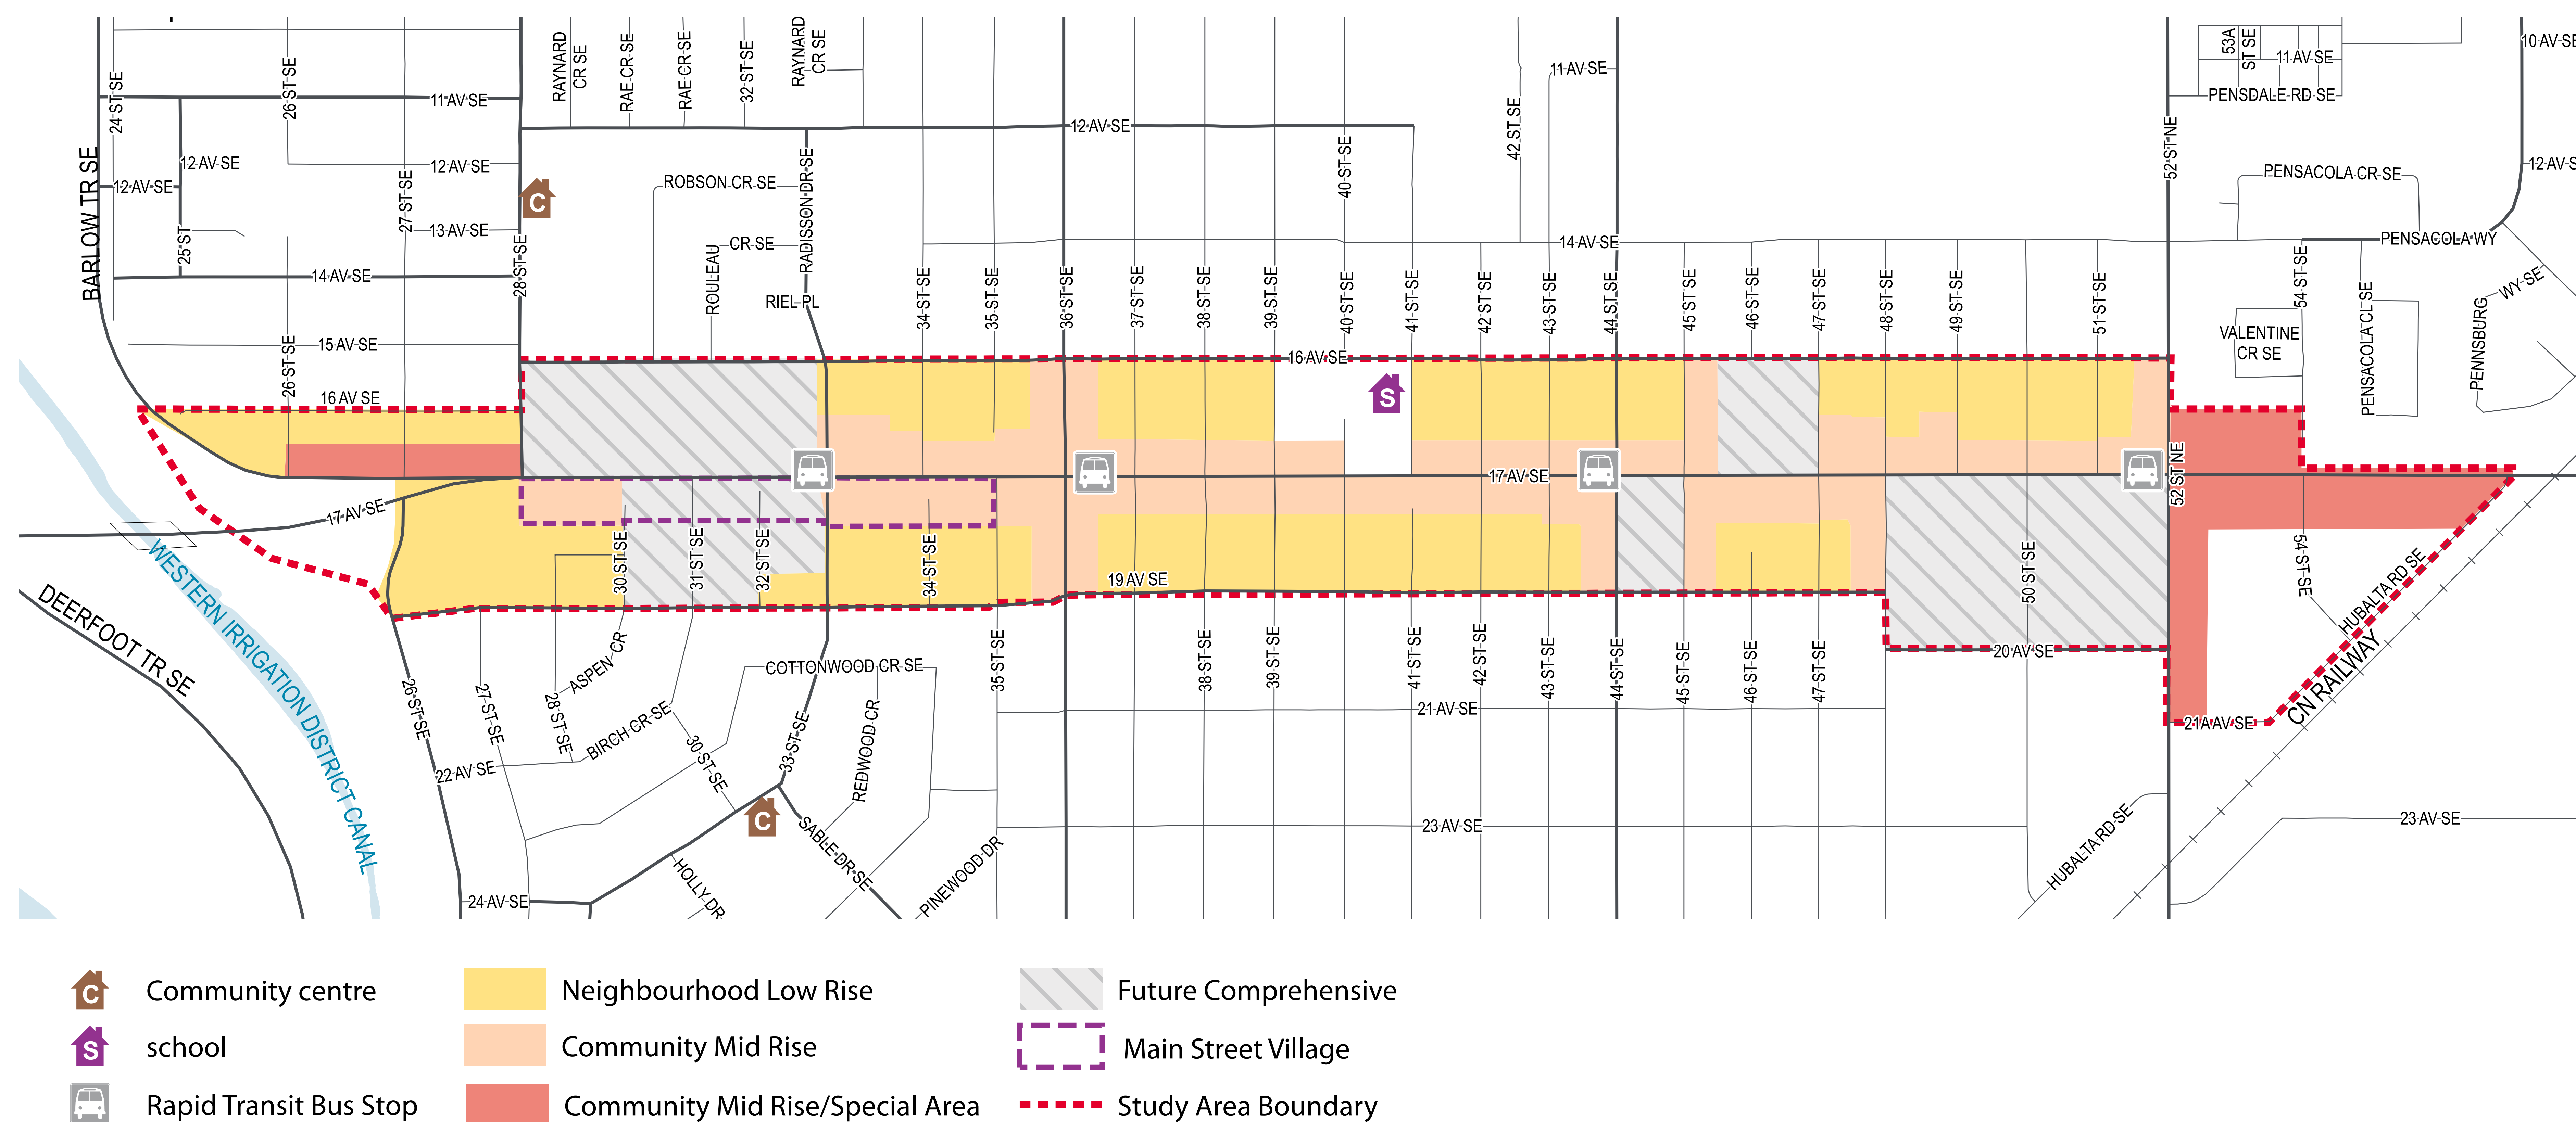 RAYNARD
CR SE
RAE CR SE
RAE CR SE
32 ST SE
RAYNARD
CR SE
53A
ST SE
10 AV SE
11 AV SE
11 AV SE
PENSDALE RD SE
24 ST SE
26 ST SE
11 AV SE
12 AV SE
42 ST SE
52 ST NE
12 AV SE
12 AV SE
12 AV SE
12 AV S
BARLOW TR SE
27 ST SE
C
ROBSON CR SE
RADISSON DR SE
40 ST SE
PENSACOLA CR SE
25 ST
13 AV SE
28 ST SE
ROULEAU
CR SE
14 AV SE
PENSACOLA WY
14 AV SE
RIEL PL
34 ST SE
35 ST SE
36 ST SE
37 ST SE
38 ST SE
39 ST SE
40 ST SE
41 ST SE
42 ST SE
43 ST SE
44 ST SE
45 ST SE
46 ST SE
47 ST SE
48 ST SE
49 ST SE
51 ST SE
54 ST SE
PENSACOLA CL SE
PENNSBURG
WY SE
VALENTINE
CR SE
15 AV SE
26 ST SE
16 AV SE
16 AV SE
S
17 AV SE
17 AV SE
52 ST NE
30 ST SE
31 ST SE
32 ST SE
34 ST SE
19 AV SE
50 ST SE
54 ST SE
HUBALTA RD SE
CN RAILWAY
WESTERN IRRIGATION DISTRICT CANAL
DEERFOOT TR SE
26 ST SE
27 ST SE
28 ST SE
ASPEN CR
BIRCH CR SE
30 ST SE
COTTONWOOD CR SE
33 ST SE
REDWOOD CR
35 ST SE
38 ST SE
39 ST SE
41 ST SE
42 ST SE
43 ST SE
44 ST SE
45 ST SE
46 ST SE
47 ST SE
20 AV SE
21 AV SE
21A AV SE
22 AV SE
C
SABLE DR SE
HOLLY DR
PINEWOOD DR
23 AV SE
HUBALTA RD SE
23 AV SE
24 AV SE
C Community centre
Neighbourhood Low Rise
Future Comprehensive
S school
Community Mid Rise
Main Street Village
Rapid Transit Bus Stop
Community Mid Rise/Special Area
Study Area Boundary